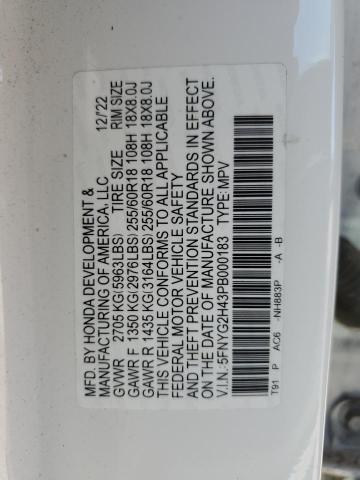 MFD. BY HONDA DEVELOPMENT &
MANUFACTURING OF AMERICA, LLC 12/'22
GVWR 2705 KG(5963LBS) TIRE SIZE RIM SIZE
GAWR F 1350 KG(2976LBS) 255/60R18 108H 18X8.0J
GAWR R 1435 KG(3164LBS) 255/60R18 108H 18X8.0J
THIS VEHICLE CONFORMS TO ALL APPLICABLE
FEDERAL MOTOR VEHICLE SAFETY
AND THEFT PREVENTION STANDARDS IN EFFECT
ON THE DATE OF MANUFACTURE SHOWN ABOVE.
V.I.N.: 5FNYG2H43PB000183 TYPE: MPV
T91 P AC6 -NH883P -A -B